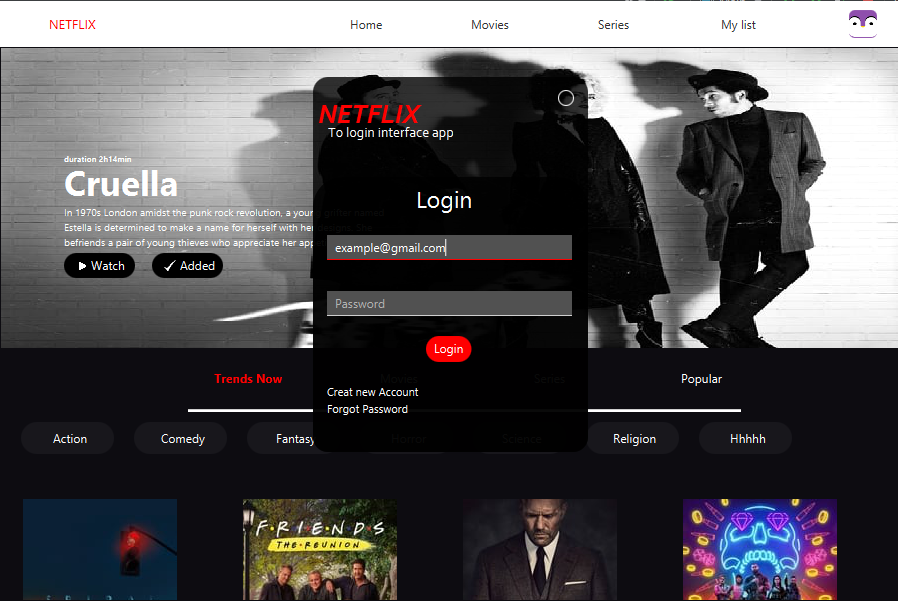 NETFLIX Home Movies Series My list
NETFLIX
To login interface app
duration 2h14min
Cruella
In 1970s London amidst the punk rock revolution, a young grifter named
Estella is determined to make a name for herself with her designs. She
befriends a pair of young thieves who appreciate her
Watch Added
Login
example@gmail.com
Password
Login
Creat new Account
Forgot Password
Trends Now Movies Series Popular
Action Comedy Fantasy Horror Science Religion Hhhhh
FRIENDS
THE REUNION